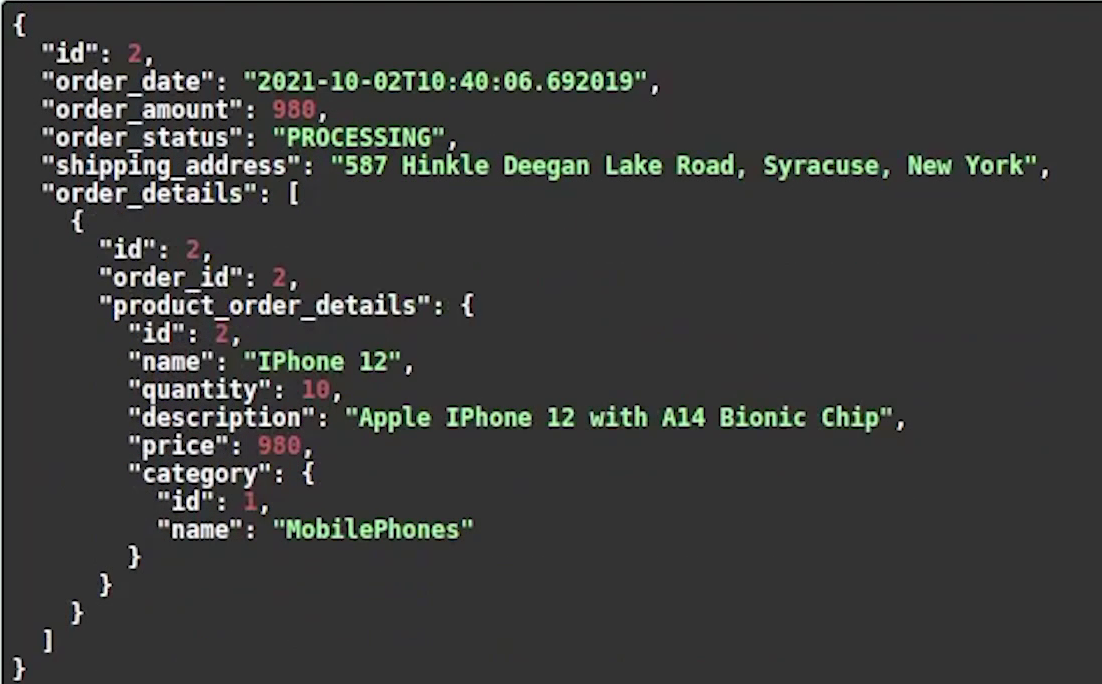 {
  "id": 2,
  "order_date": "2021-10-02T10:40:06.692019",
  "order_amount": 980,
  "order_status": "PROCESSING",
  "shipping_address": "587 Hinkle Deegan Lake Road, Syracuse, New York",
  "order_details": [
    {
      "id": 2,
      "order_id": 2,
      "product_order_details": {
        "id": 2,
        "name": "IPhone 12",
        "quantity": 10,
        "description": "Apple IPhone 12 with A14 Bionic Chip",
        "price": 980,
        "category": {
          "id": 1,
          "name": "MobilePhones"
        }
      }
    }
  ]
}